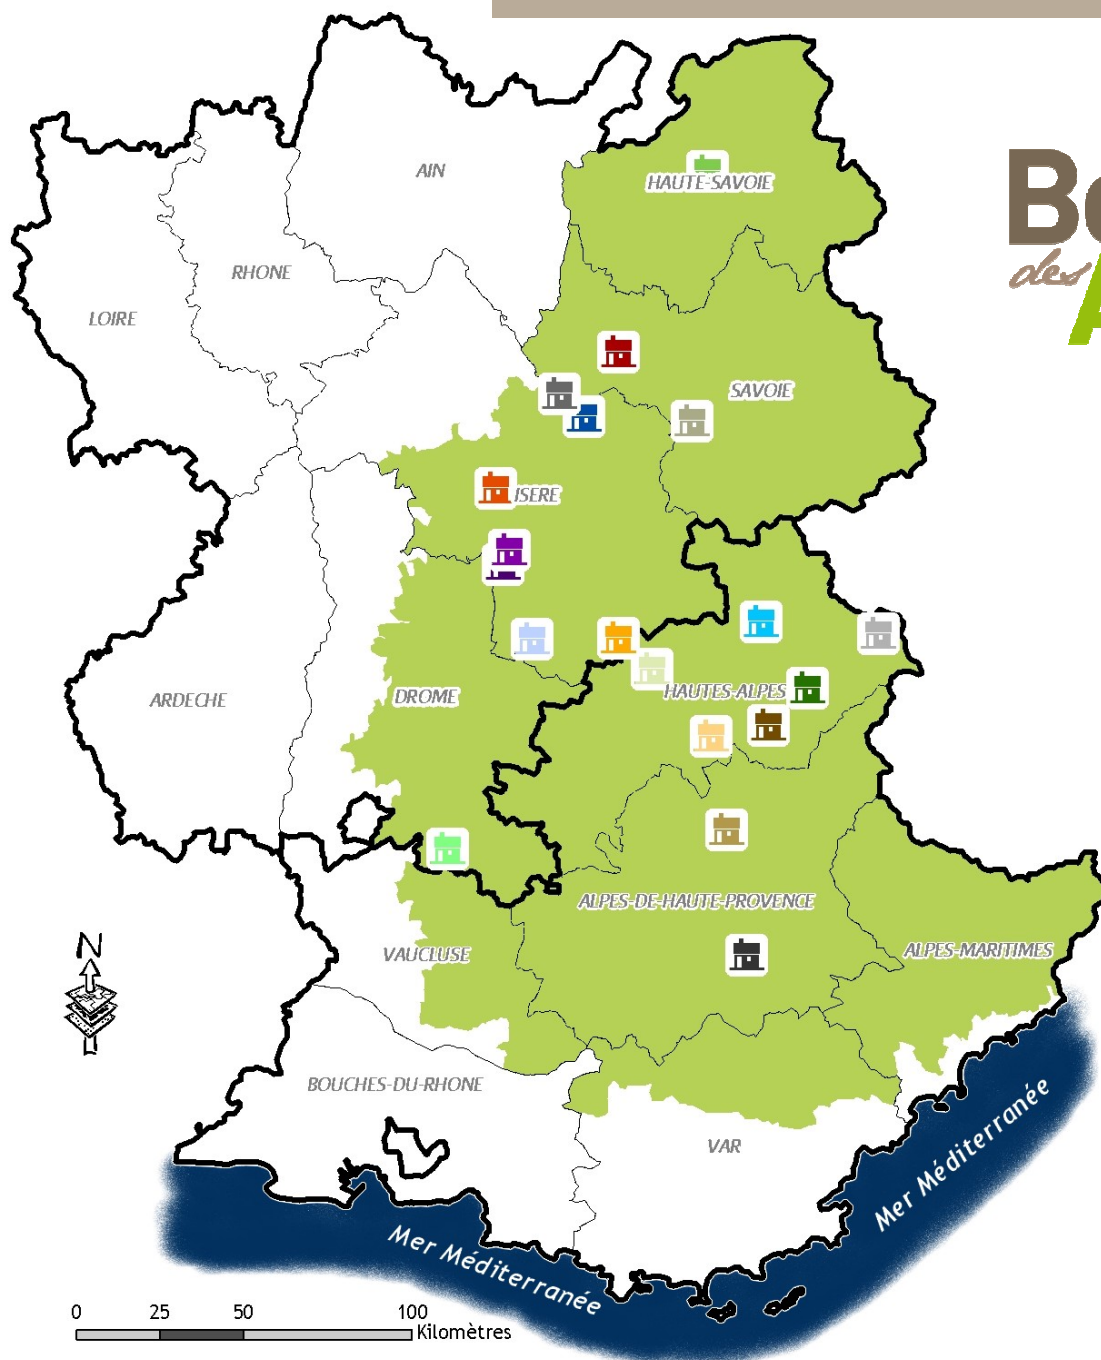 AIN
HAUTE-SAVOIE
RHONE
LOIRE
des
SAVOIE
ISERE
HAUTES-ALPES
DROME
ARDECHE
ALPES-DE-HAUTE-PROVENCE
ALPES-MARITIMES
VAUCLUSE
N
BOUCHES-DU-RHONE
VAR
Mer Méditerranée
Mer Méditerranée
0 25 50 100
Kilomètres